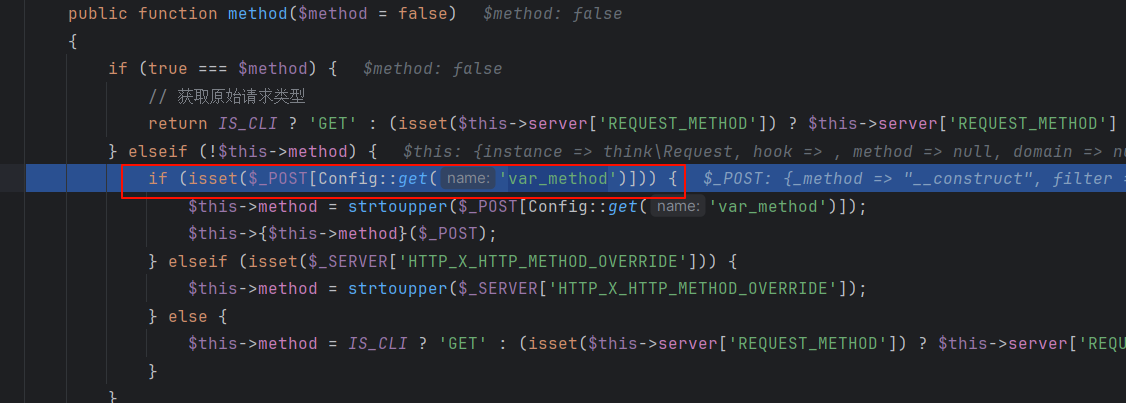 public function method($method = false)  $method: false
{
if (true === $method) {  $method: false
// 获取原始请求类型
return IS_CLI ? 'GET' : (isset($this->server['REQUEST_METHOD']) ? $this->server['REQUEST_METHOD']
} elseif (!$this->method) {  $this: {instance => think\Request, hook => , method => null, domain => nu
if (isset($_POST[Config::get( name: 'var_method')])) {  $_POST: {_method => "__construct", filter =
$this->method = strtoupper($_POST[Config::get( name: 'var_method')]);
$this->{$this->method}($_POST);
} elseif (isset($_SERVER['HTTP_X_HTTP_METHOD_OVERRIDE'])) {
$this->method = strtoupper($_SERVER['HTTP_X_HTTP_METHOD_OVERRIDE']);
} else {
$this->method = IS_CLI ? 'GET' : (isset($this->server['REQUEST_METHOD']) ? $this->server['REQU
}
}